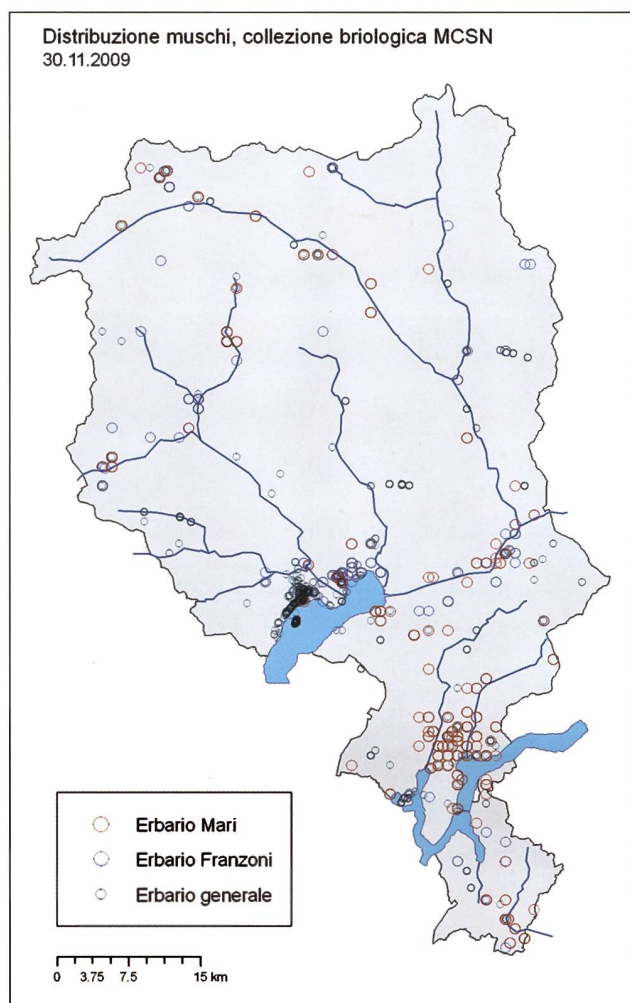 Distribuzione muschi, collezione briologica MCSN
30.11.2009
Erbario Mari
Erbario Franzoni
Erbario generale
0 3.75 7.5 15 km